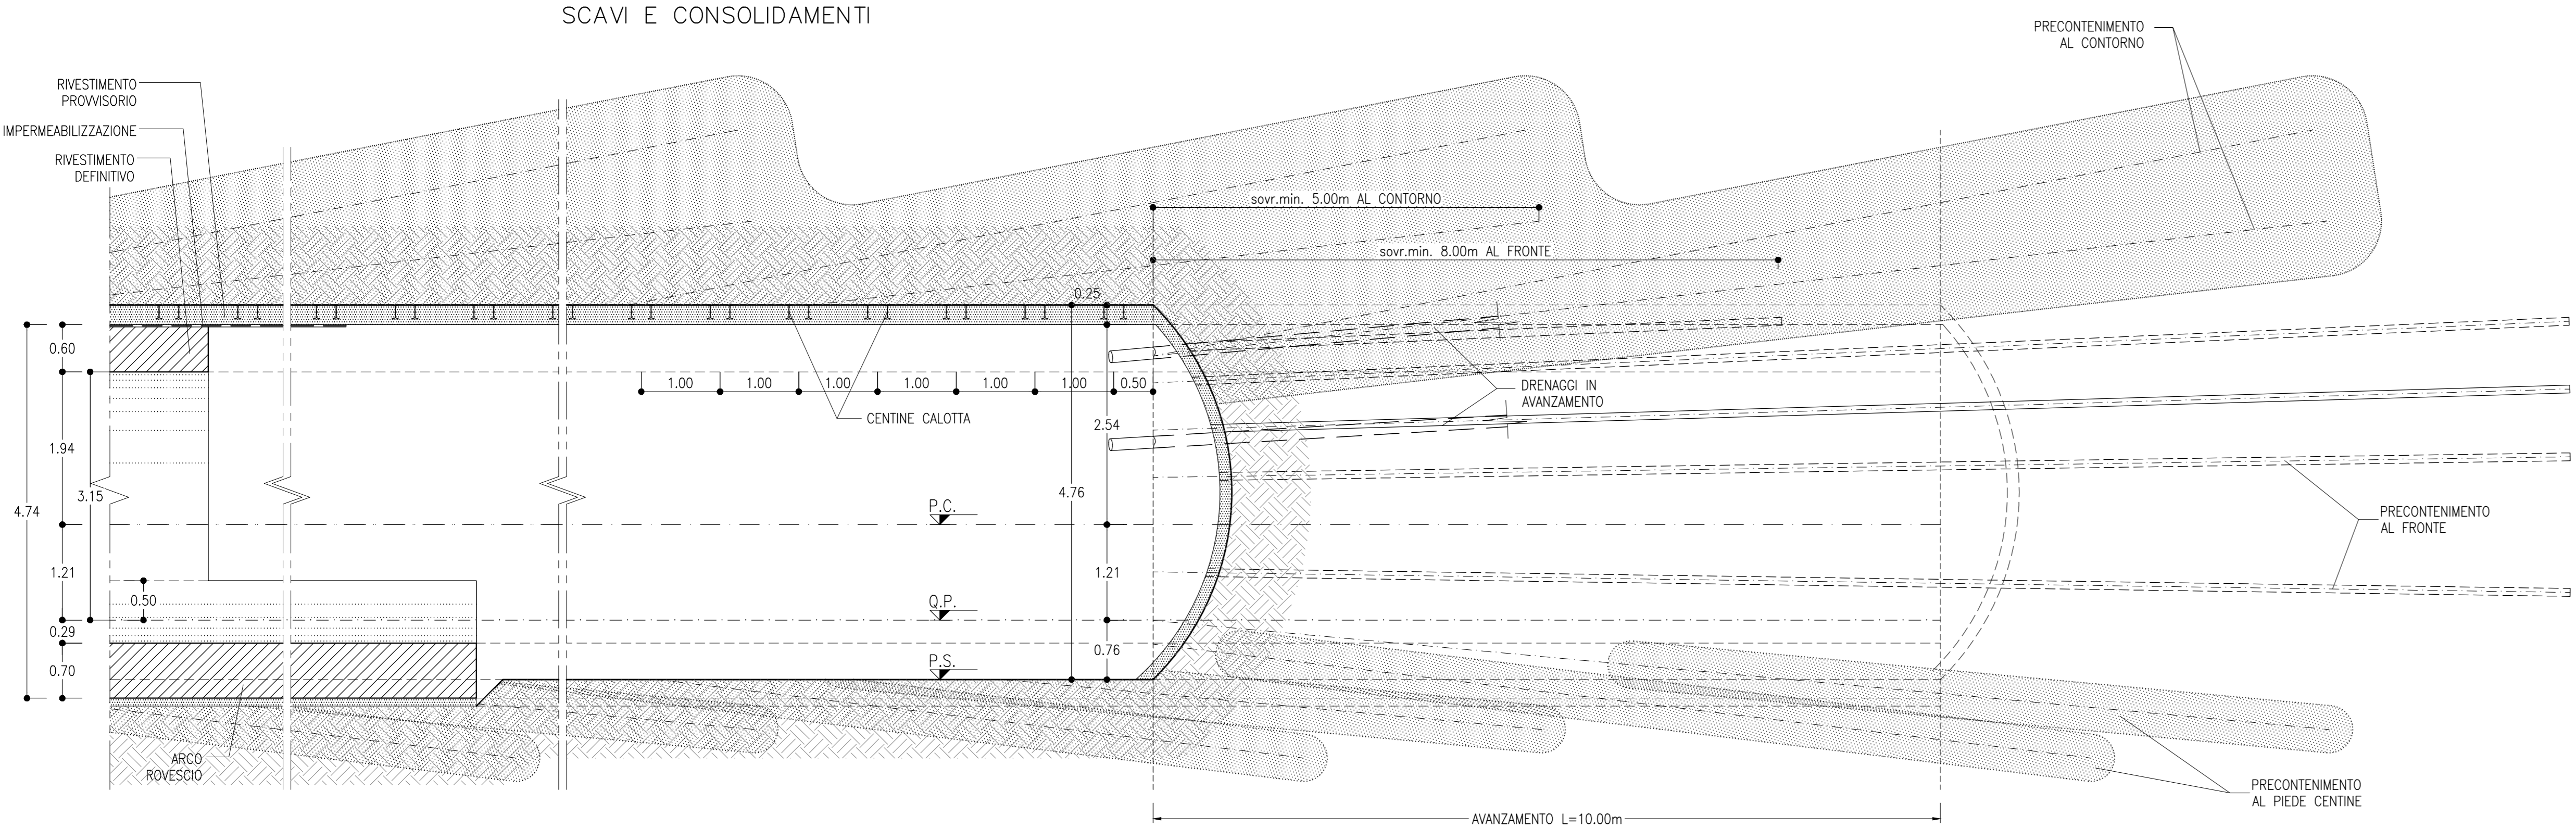 SCAVI E CONSOLIDAMENTI
PRECONTENIMENTO
AL CONTORNO
RIVESTIMENTO
PROVVISORIO
IMPERMEABILIZZAZIONE
RIVESTIMENTO
DEFINITIVO
sovr.min. 5.00m AL CONTORNO
sovr.min. 8.00m AL FRONTE
0.25
0.60
1.00
1.00
1.00
1.00
1.00
1.00
0.50
DRENAGGI IN
AVANZAMENTO
CENTINE CALOTTA
2.54
1.94
3.15
4.74
4.76
P.C.
PRECONTENIMENTO
AL FRONTE
1.21
1.21
0.50
Q.P.
0.29
0.76
0.70
P.S.
ARCO
ROVESCIO
PRECONTENIMENTO
AL PIEDE CENTINE
AVANZAMENTO L=10.00m